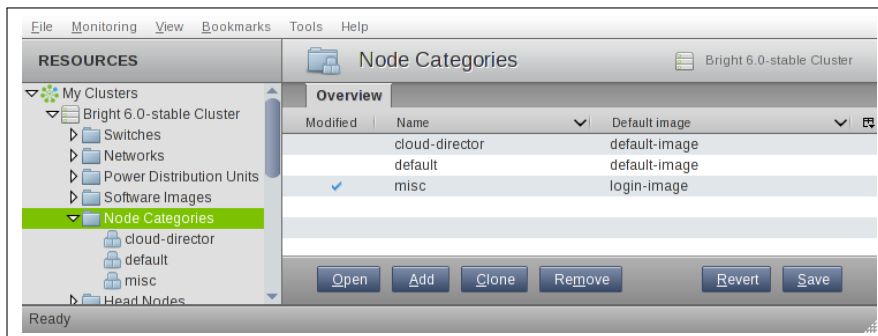 File Monitoring View Bookmarks Tools Help
RESOURCES
Node Categories
Bright 6.0-stable Cluster
My Clusters
Bright 6.0-stable Cluster
Switches
Networks
Power Distribution Units
Software Images
Node Categories
cloud-director
default
misc
Head Nodes
Overview
Modified Name Default image
cloud-director default-image
default default-image
misc login-image
Open Add Clone Remove Revert Save
Ready